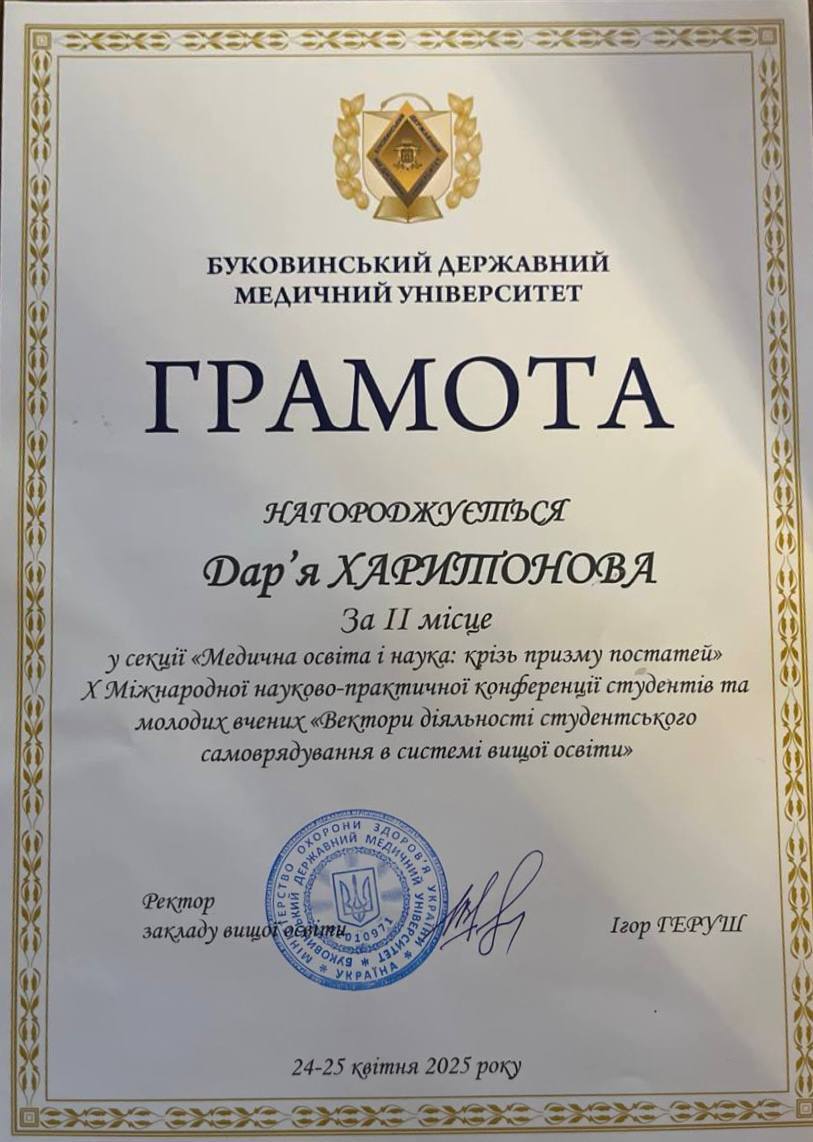 БУКОВИНСЬКИЙ ДЕРЖАВНИЙ
МЕДИЧНИЙ УНІВЕРСИТЕТ
ГРАМОТА
НАГОРОДЖУЄТЬСЯ
Дар’я ХАРИТОНОВА
За II місце
у секції «Медична освіта і наука: крізь призму постатей»
X Міжнародної науково-практичної конференції студентів та
молодих вчених «Вектори діяльності студентського
самоврядування в системі вищої освіти»
Ректор
закладу вищої освіти
Ігор ГЕРУШ
МІНІСТЕРСТВО ОХОРОНИ ЗДОРОВ'Я УКРАЇНИ
БУКОВИНСЬКИЙ ДЕРЖАВНИЙ МЕДИЧНИЙ УНІВЕРСИТЕТ
УКРАЇНА
24-25 квітня 2025 року